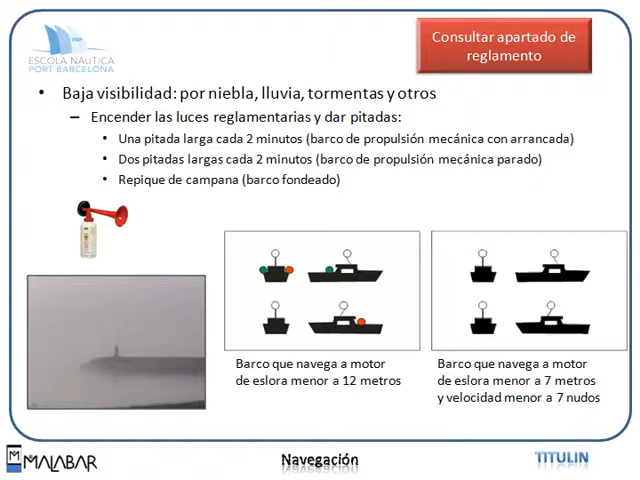 ESCOLA NÀUTICA
PORT BARCELONA
Consultar apartado de
reglamento
• Baja visibilidad: por niebla, lluvia, tormentas y otros
– Encender las luces reglamentarias y dar pitadas:
• Una pitada larga cada 2 minutos (barco de propulsión mecánica con arrancada)
• Dos pitadas largas cada 2 minutos (barco de propulsión mecánica parado)
• Repique de campana (barco fondeado)
Barco que navega a motor
de eslora menor a 12 metros
Barco que navega a motor
de eslora menor a 7 metros
y velocidad menor a 7 nudos
MALABAR
Navegación
TITULIN